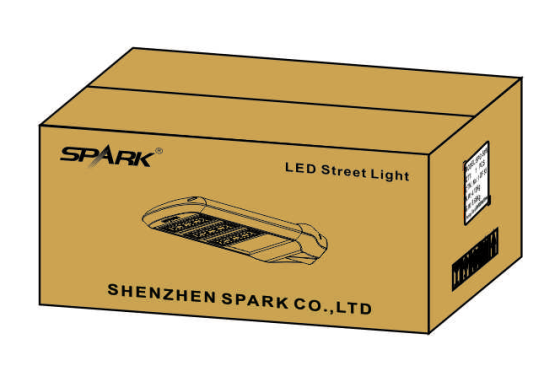 SPARK®
LED Street Light
SHENZHEN SPARK CO.,LTD